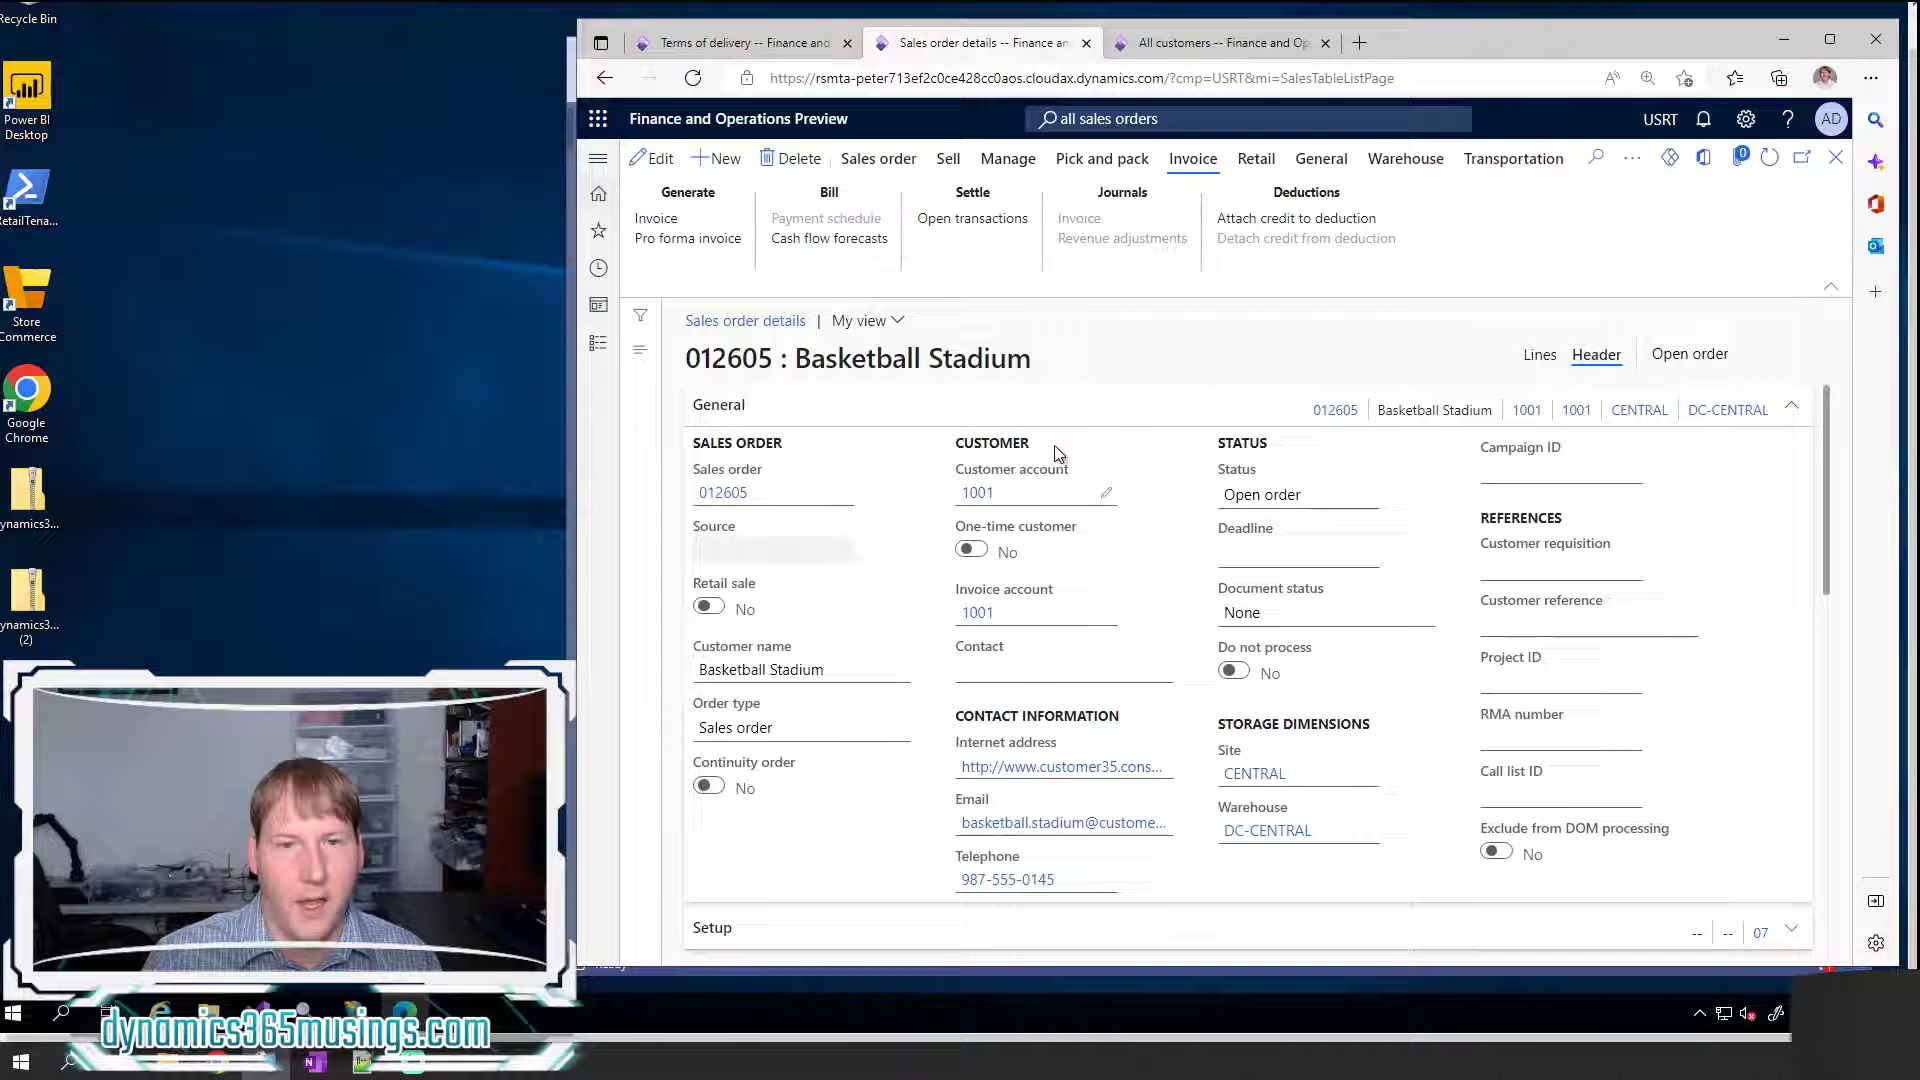 Recycle Bin
Power BI
Desktop
RetailTena...
Store
Commerce
Google
Chrome
ynamics3...
ynamics3...
(2)
Terms of delivery -- Finance and
Sales order details -- Finance an
All customers -- Finance and Op
https://rsmta-peter713ef2c0ce428cc0aos.cloudax.dynamics.com/?cmp=USRT&mi=SalesTableListPage
Finance and Operations Preview
all sales orders
USRT
AD
Edit
New
Delete
Sales order
Sell
Manage
Pick and pack
Invoice
Retail
General
Warehouse
Transportation
0
Generate
Invoice
Pro forma invoice
Bill
Payment schedule
Cash flow forecasts
Settle
Open transactions
Journals
Invoice
Revenue adjustments
Deductions
Attach credit to deduction
Detach credit from deduction
Sales order details | My view
012605 : Basketball Stadium
Lines
Header
Open order
General
012605
Basketball Stadium
1001
1001
CENTRAL
DC-CENTRAL
SALES ORDER
Sales order
012605
Source
Retail sale
No
Customer name
Basketball Stadium
Order type
Sales order
Continuity order
No
CUSTOMER
Customer account
1001
One-time customer
No
Invoice account
1001
Contact
CONTACT INFORMATION
Internet address
http://www.customer35.cons...
Email
basketball.stadium@custome...
Telephone
987-555-0145
STATUS
Status
Open order
Deadline
Document status
None
Do not process
No
STORAGE DIMENSIONS
Site
CENTRAL
Warehouse
DC-CENTRAL
Campaign ID
REFERENCES
Customer requisition
Customer reference
Project ID
RMA number
Call list ID
Exclude from DOM processing
No
Setup
--
--
07
dynamics365musings.com